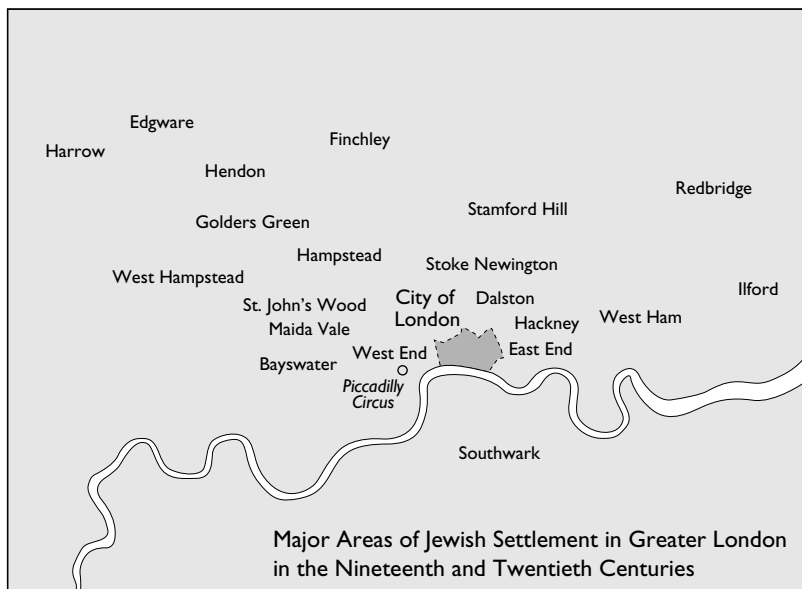 Edgware
Finchley
Harrow
Hendon
Redbridge
Stamford Hill
Golders Green
Hampstead
Stoke Newington
West Hampstead
Ilford
City of
London
Dalston
St. John's Wood
Hackney
West Ham
Maida Vale
West End
East End
Bayswater
Piccadilly
Circus
Southwark
Major Areas of Jewish Settlement in Greater London
in the Nineteenth and Twentieth Centuries